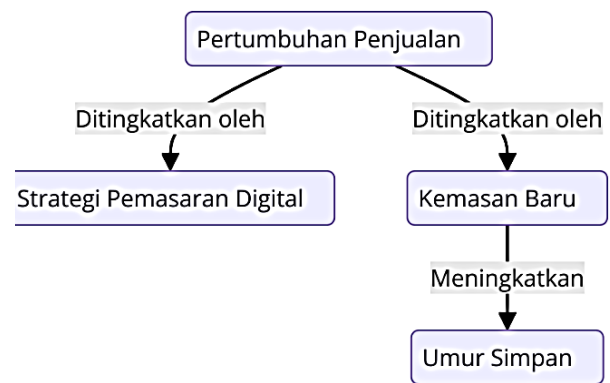 Pertumbuhan Penjualan
Ditingkatkan oleh
Ditingkatkan oleh
Strategi Pemasaran Digital
Kemasan Baru
Meningkatkan
Umur Simpan